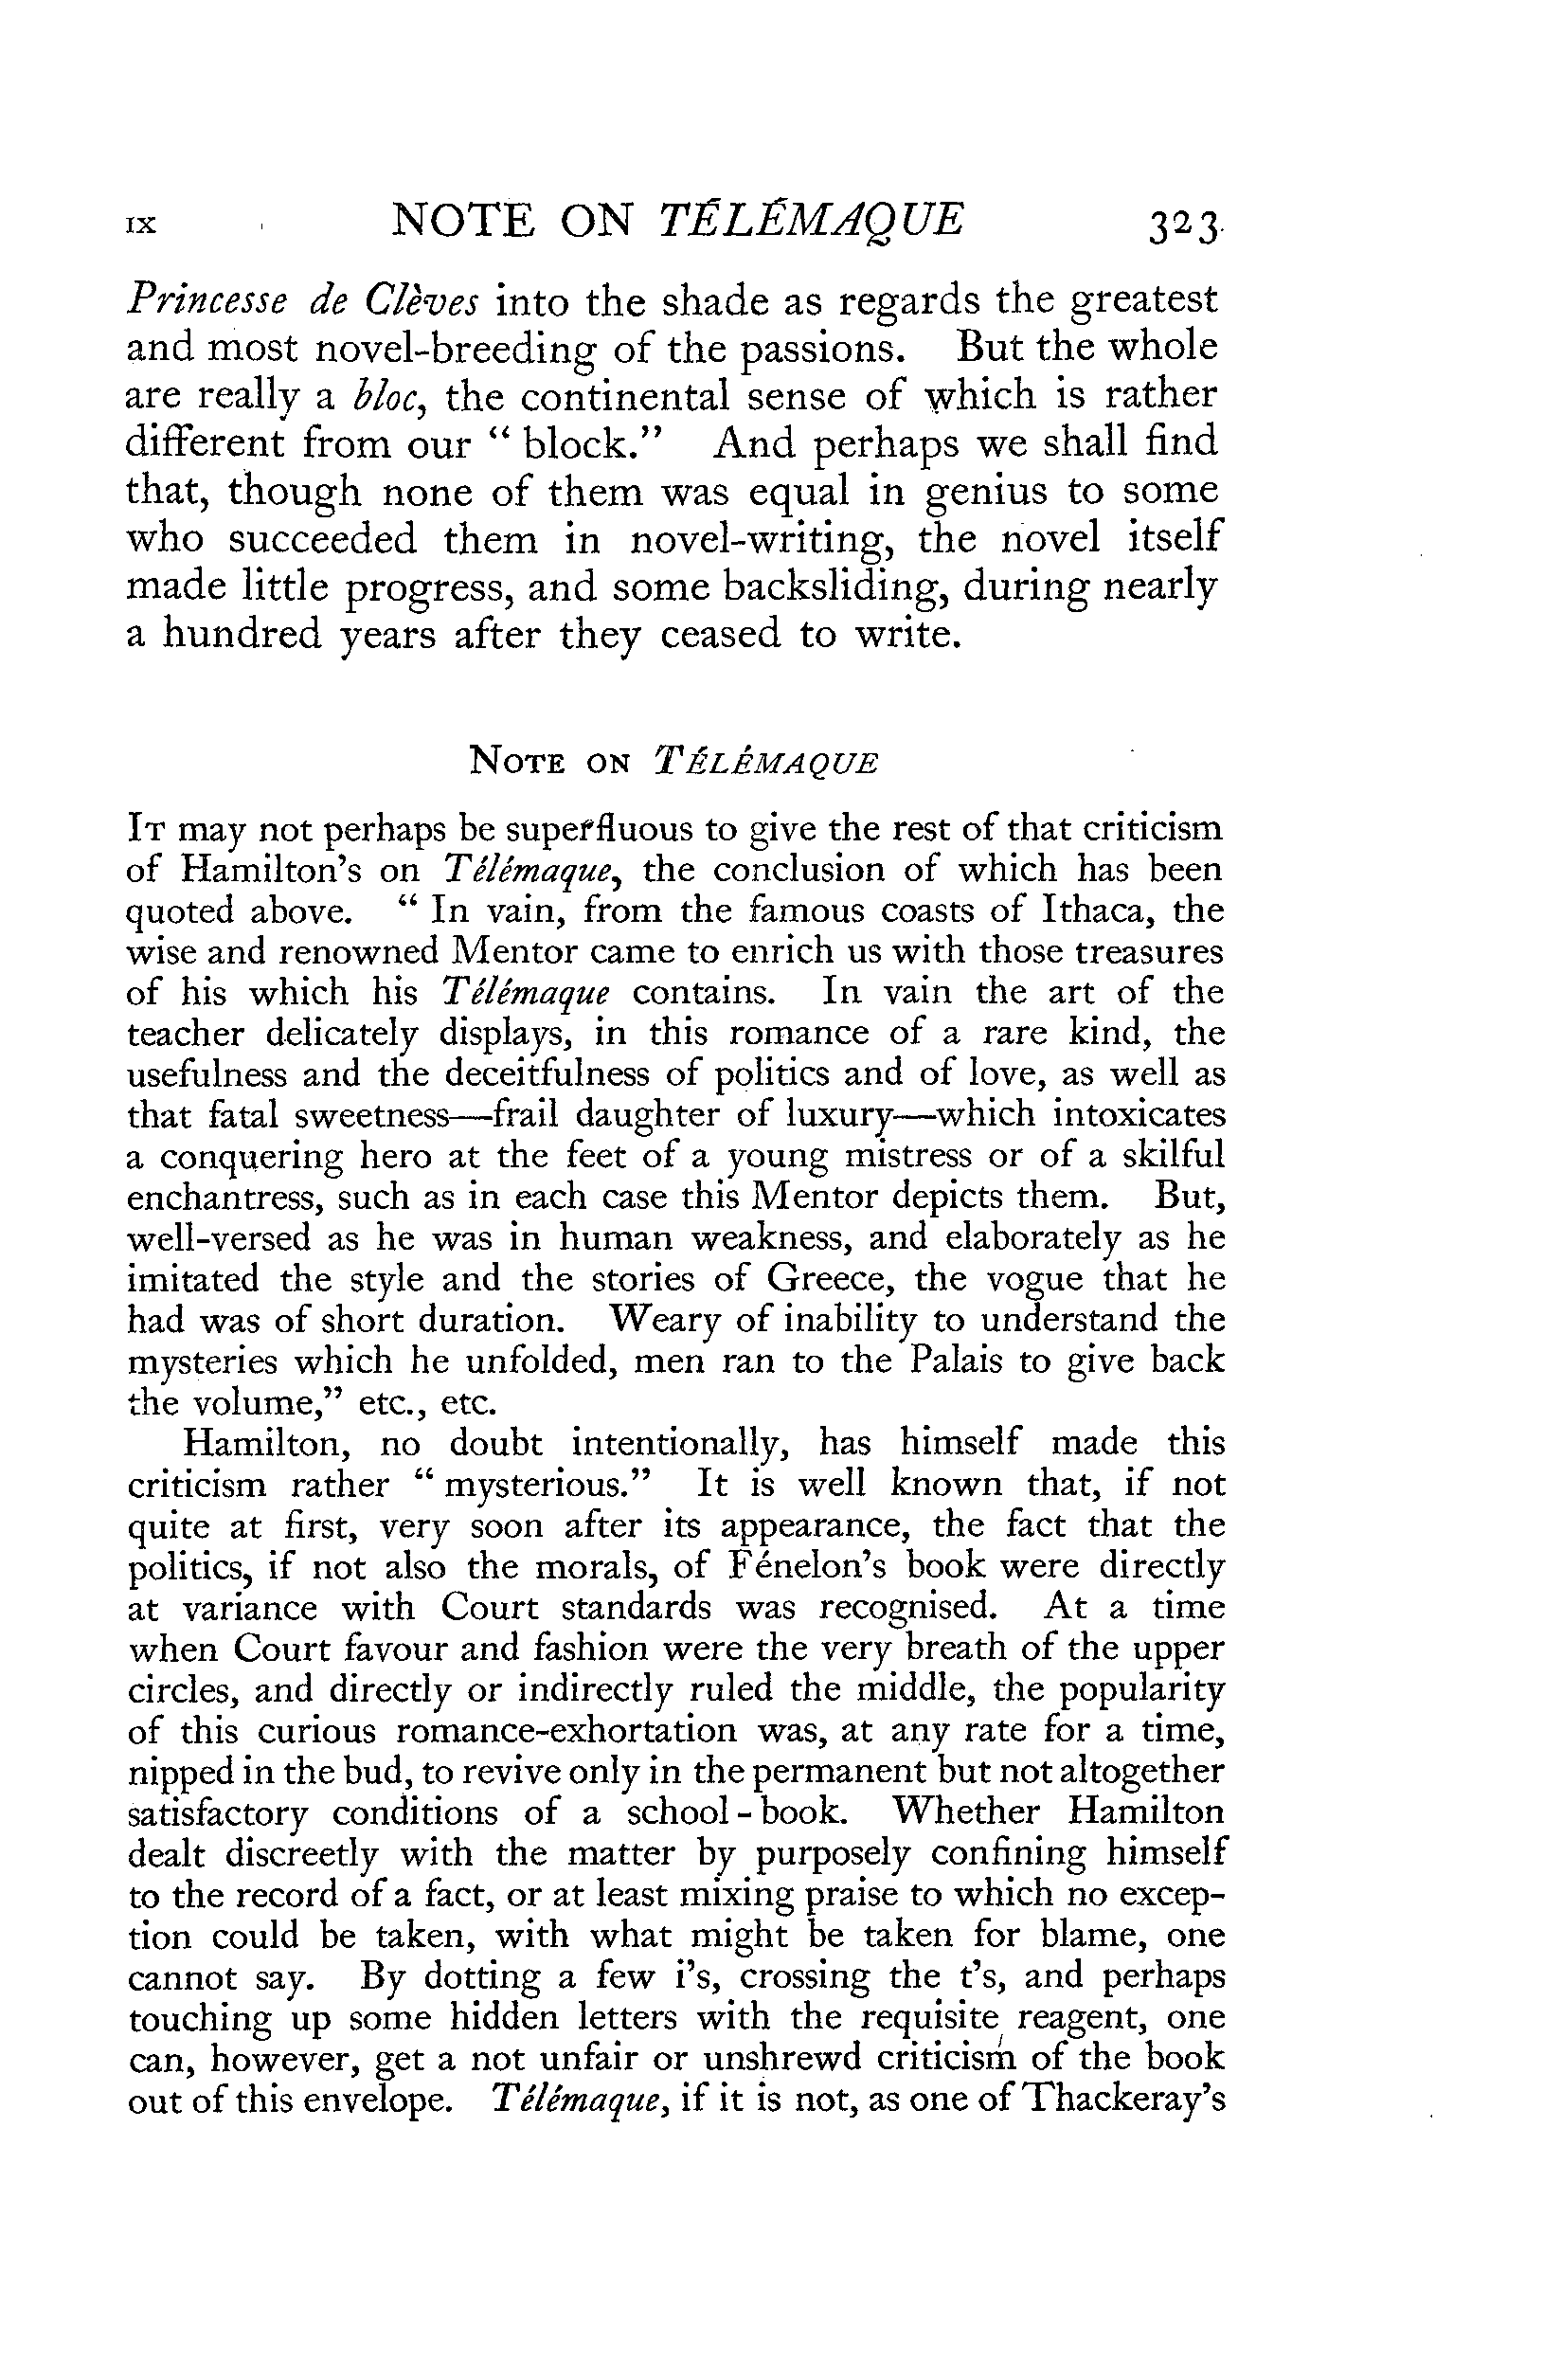 IX NOTE ON TÉLÉMAQUE 323
Princesse de Clèves into the shade as regards the greatest
and most novel-breeding of the passions. But the whole
are really a bloc, the continental sense of which is rather
different from our “ block.” And perhaps we shall find
that, though none of them was equal in genius to some
who succeeded them in novel-writing, the novel itself
made little progress, and some backsliding, during nearly
a hundred years after they ceased to write.
NOTE ON TÉLÉMAQUE
IT may not perhaps be superfluous to give the rest of that criticism
of Hamilton’s on Télémaque, the conclusion of which has been
quoted above. “ In vain, from the famous coasts of Ithaca, the
wise and renowned Mentor came to enrich us with those treasures
of his which his Télémaque contains. In vain the art of the
teacher delicately displays, in this romance of a rare kind, the
usefulness and the deceitfulness of politics and of love, as well as
that fatal sweetness—frail daughter of luxury—which intoxicates
a conquering hero at the feet of a young mistress or of a skilful
enchantress, such as in each case this Mentor depicts them. But,
well-versed as he was in human weakness, and elaborately as he
imitated the style and the stories of Greece, the vogue that he
had was of short duration. Weary of inability to understand the
mysteries which he unfolded, men ran to the Palais to give back
the volume,” etc., etc.
Hamilton, no doubt intentionally, has himself made this
criticism rather “ mysterious.” It is well known that, if not
quite at first, very soon after its appearance, the fact that the
politics, if not also the morals, of Fénelon’s book were directly
at variance with Court standards was recognised. At a time
when Court favour and fashion were the very breath of the upper
circles, and directly or indirectly ruled the middle, the popularity
of this curious romance-exhortation was, at any rate for a time,
nipped in the bud, to revive only in the permanent but not altogether
satisfactory conditions of a school-book. Whether Hamilton
dealt discreetly with the matter by purposely confining himself
to the record of a fact, or at least mixing praise to which no excep-
tion could be taken, with what might be taken for blame, one
cannot say. By dotting a few i’s, crossing the t’s, and perhaps
touching up some hidden letters with the requisite reagent, one
can, however, get a not unfair or unshrewd criticism of the book
out of this envelope. Télémaque, if it is not, as one of Thackeray’s